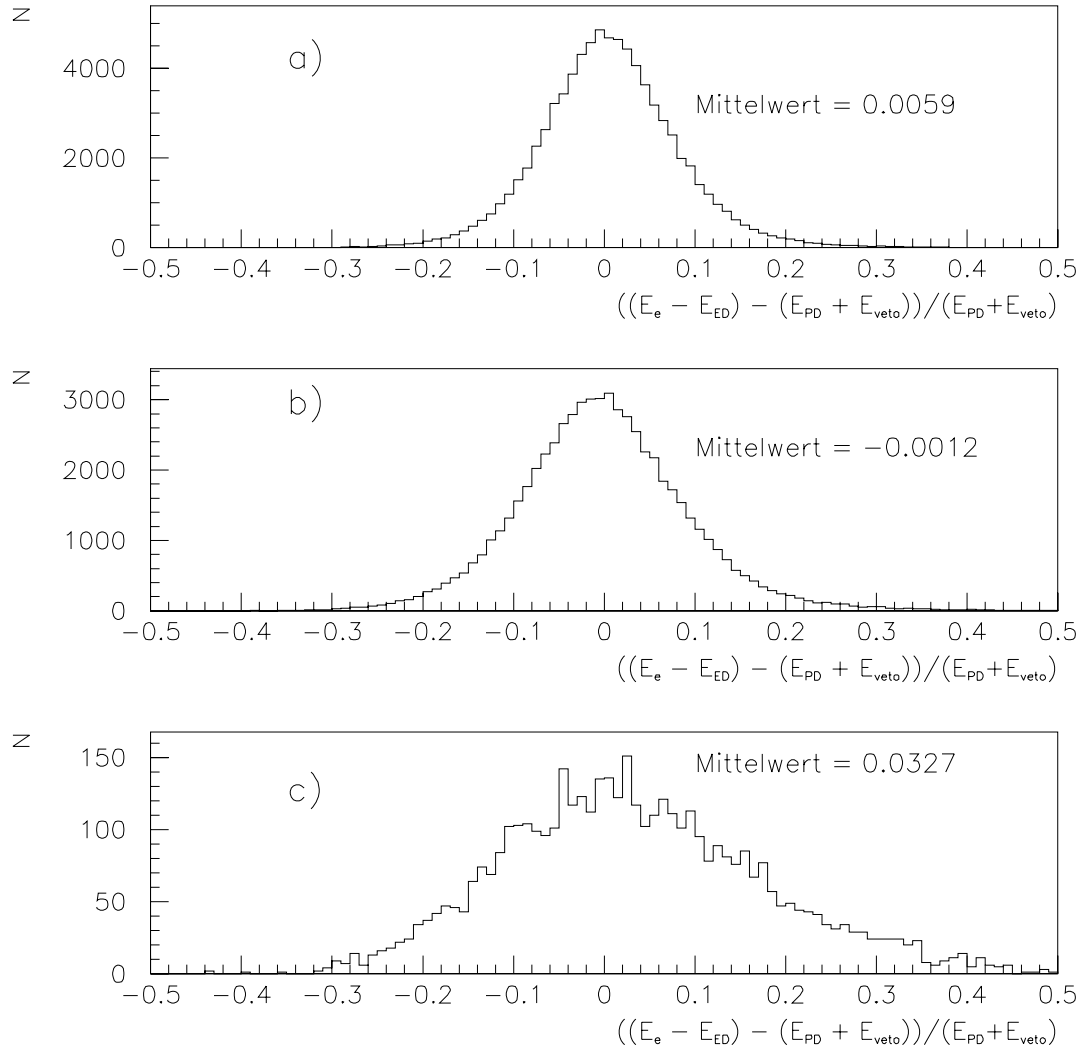 N
a)
4000
Mittelwert = 0.0059
2000
0
−0.5 −0.4 −0.3 −0.2 −0.1 0 0.1 0.2 0.3 0.4 0.5
((E_e − E_ED) − (E_PD + E_veto))/(E_PD+E_veto)
N
3000
b)
Mittelwert = −0.0012
2000
1000
0
−0.5 −0.4 −0.3 −0.2 −0.1 0 0.1 0.2 0.3 0.4 0.5
((E_e − E_ED) − (E_PD + E_veto))/(E_PD+E_veto)
N
150
Mittelwert = 0.0327
c)
100
50
0
−0.5 −0.4 −0.3 −0.2 −0.1 0 0.1 0.2 0.3 0.4 0.5
((E_e − E_ED) − (E_PD + E_veto))/(E_PD+E_veto)